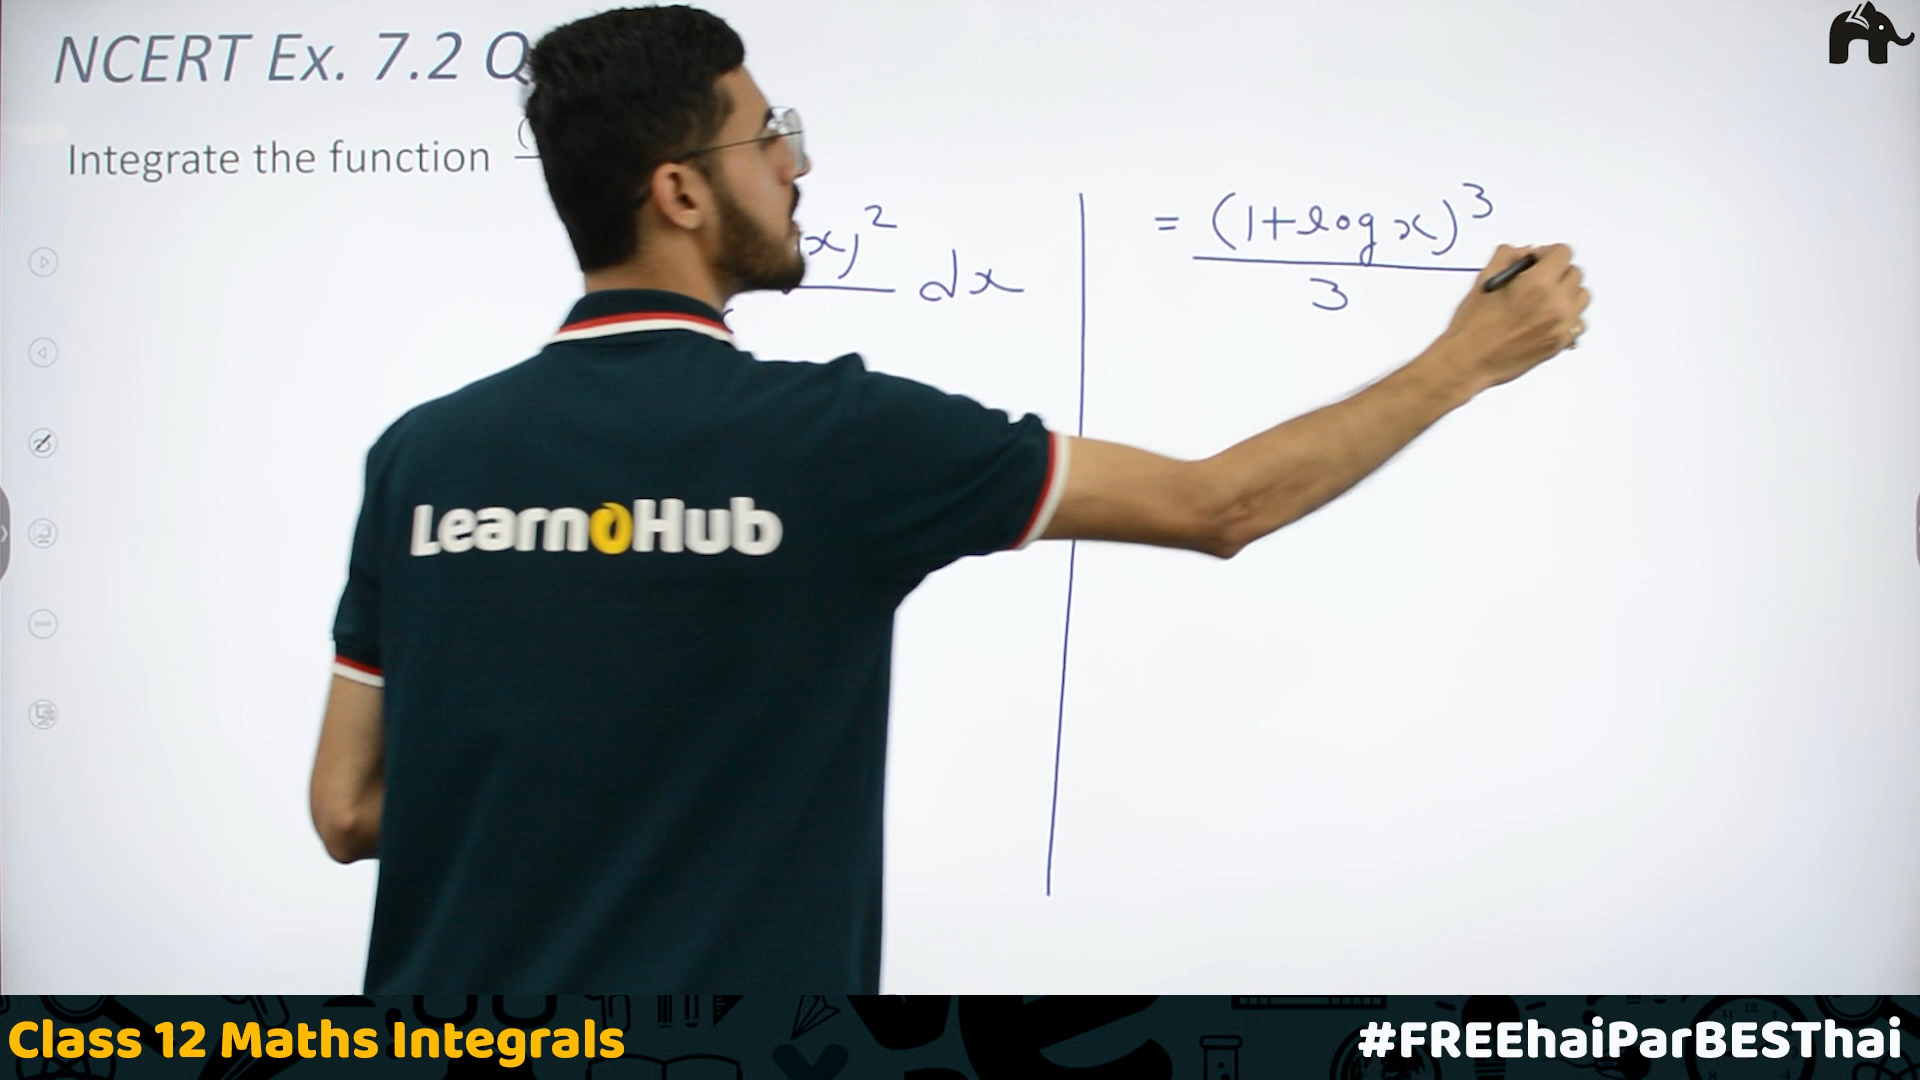 NCERT Ex. 7.2 Q
Integrate the function (
x)² dx
= (1+log x)³
3
LearnoHub
Class 12 Maths Integrals
#FREEhaiParBESThai